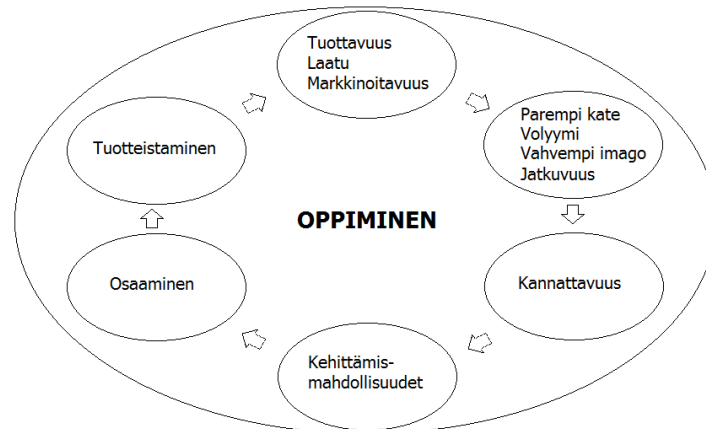 Tuottavuus
Laatu
Markkinoitavuus
Parempi kate
Volyymi
Vahvempi imago
Jatkuvuus
Tuotteistaminen
OPPIMINEN
Osaaminen
Kannattavuus
Kehittämis-
mahdollisuudet